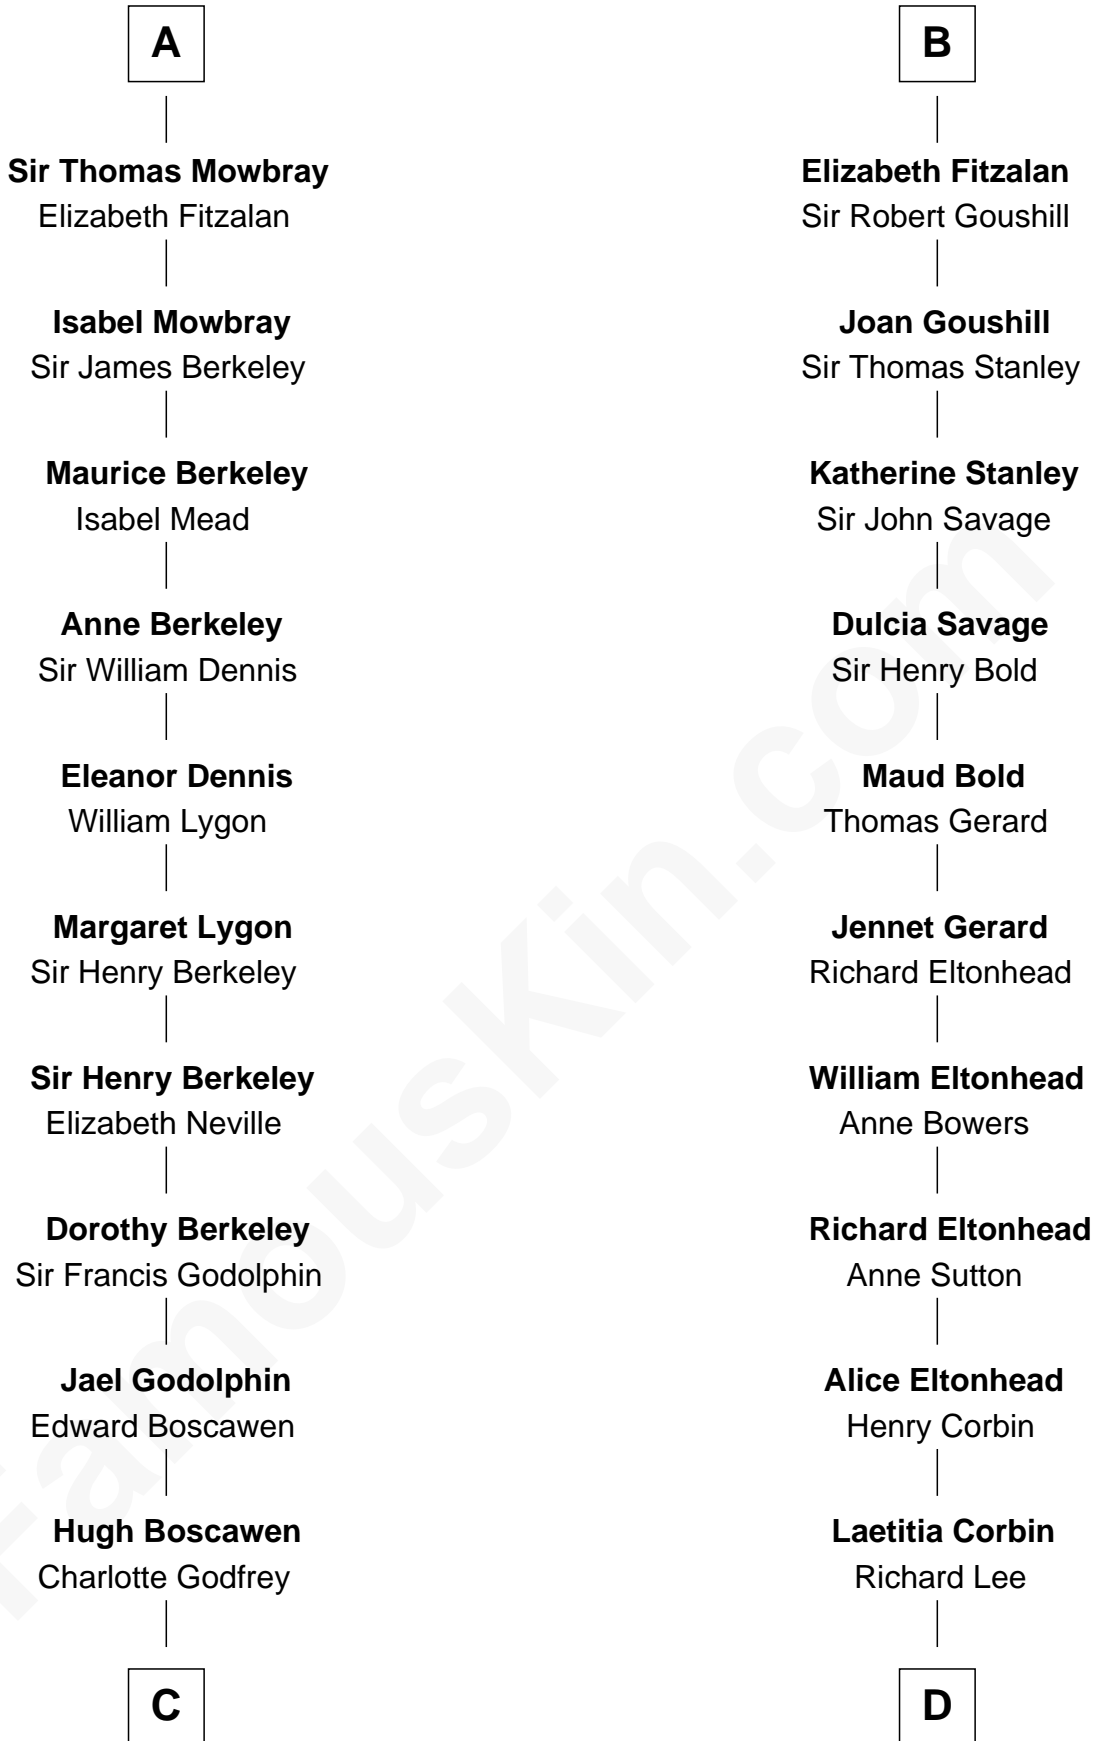 A
Sir Thomas Mowbray
Elizabeth Fitzalan
Isabel Mowbray
Sir James Berkeley
Maurice Berkeley
Isabel Mead
Anne Berkeley
Sir William Dennis
Eleanor Dennis
William Lygon
Margaret Lygon
Sir Henry Berkeley
Sir Henry Berkeley
Elizabeth Neville
Dorothy Berkeley
Sir Francis Godolphin
Jael Godolphin
Edward Boscawen
Hugh Boscawen
Charlotte Godfrey
C
B
Elizabeth Fitzalan
Sir Robert Goushill
Joan Goushill
Sir Thomas Stanley
Katherine Stanley
Sir John Savage
Dulcia Savage
Sir Henry Bold
Maud Bold
Thomas Gerard
Jennet Gerard
Richard Eltonhead
William Eltonhead
Anne Bowers
Richard Eltonhead
Anne Sutton
Alice Eltonhead
Henry Corbin
Laetitia Corbin
Richard Lee
D
FamousKin.com